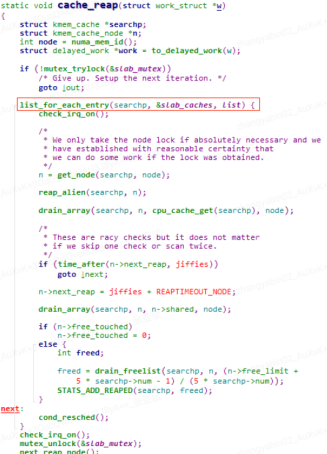 static void cache_reap(struct work_struct *w)
{
struct kmem_cache *searchp;
struct kmem_cache_node *n;
int node = numa_mem_id();
struct delayed_work *work = to_delayed_work(w);
if (!mutex_trylock(&slab_mutex))
/* Give up. Setup the next iteration. */
goto ↓out;
list_for_each_entry(searchp, &slab_caches, list) {
check_irq_on();
/*
* We only take the node lock if absolutely necessary and we
* have established with reasonable certainty that
* we can do some work if the lock was obtained.
*/
n = get_node(searchp, node);
reap_alien(searchp, n);
drain_array(searchp, n, cpu_cache_get(searchp), node);
/*
* These are racy checks but it does not matter
* if we skip one check or scan twice.
*/
if (time_after(n->next_reap, jiffies))
goto ↓next;
n->next_reap = jiffies + REAPTIMEOUT_NODE;
drain_array(searchp, n, n->shared, node);
if (n->free_touched)
n->free_touched = 0;
else {
int freed;
freed = drain_freelist(searchp, n, (n->free_limit +
5 * searchp->num - 1) / (5 * searchp->num));
STATS_ADD_REAPED(searchp, freed);
}
next:
cond_resched();
}
check_irq_on();
mutex_unlock(&slab_mutex);
next_reap_node();